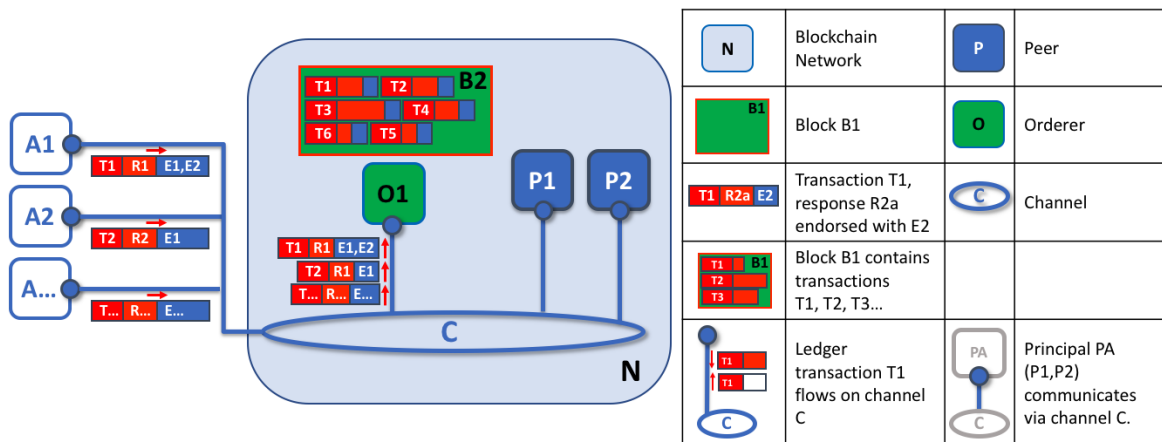 A1
T1 R1 E1,E2
A2
T2 R2 E1
A...
T... R... E...
B2
T1 T2
T3 T4
T6 T5
O1
P1
P2
T1 R1 E1,E2
T2 R1 E1
T... R... E...
C
N
N
Blockchain
Network
P
Peer
B1
Block B1
O
Orderer
T1 R2a E2
Transaction T1,
response R2a
endorsed with E2
C
Channel
B1
T1
T2
T3
Block B1 contains
transactions
T1, T2, T3...
T1
T1
C
Ledger
transaction T1
flows on channel
C
PA
C
Principal PA
(P1,P2)
communicates
via channel C.